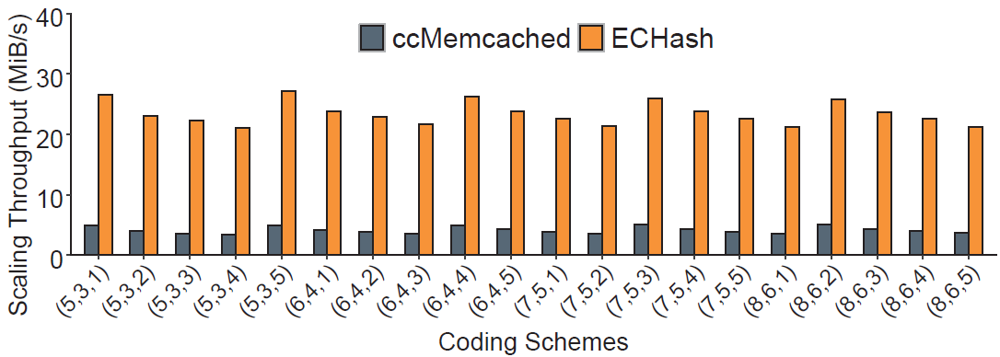 Scaling Throughput (MiB/s)
40
30
20
10
0
ccMemcached ECHash
(5,3,1) (5,3,2) (5,3,3) (5,3,4) (5,3,5) (6,4,1) (6,4,2) (6,4,3) (6,4,4) (6,4,5) (7,5,1) (7,5,2) (7,5,3) (7,5,4) (7,5,5) (8,6,1) (8,6,2) (8,6,3) (8,6,4) (8,6,5)
Coding Schemes